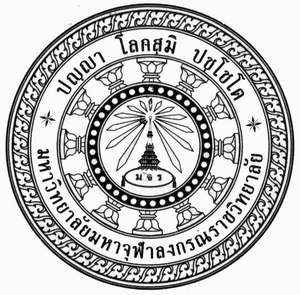 ปญฺญา โลกสฺมิ ปชฺโชโต
ม จ ร
มหาวิทยาลัยมหาจุฬาลงกรณราชวิทยาลัย